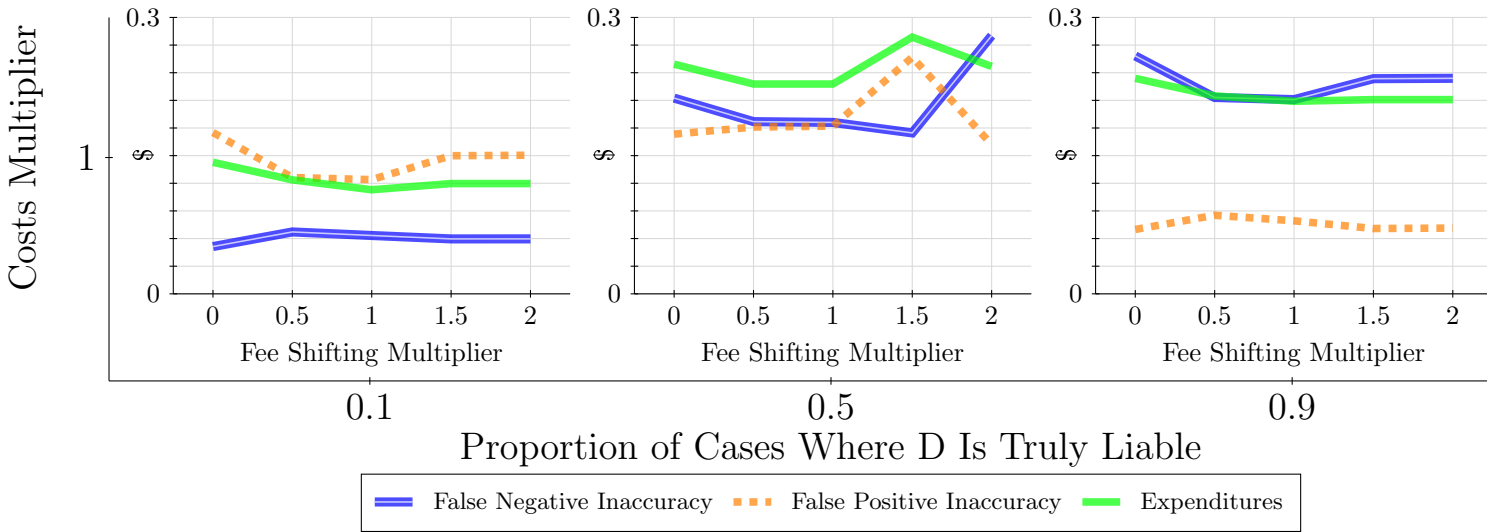 Costs Multiplier
1
0.3
$
0
0 0.5 1 1.5 2
Fee Shifting Multiplier
0.3
$
0
0 0.5 1 1.5 2
Fee Shifting Multiplier
0.3
$
0
0 0.5 1 1.5 2
Fee Shifting Multiplier
0.1 0.5 0.9
Proportion of Cases Where D Is Truly Liable
False Negative Inaccuracy False Positive Inaccuracy Expenditures